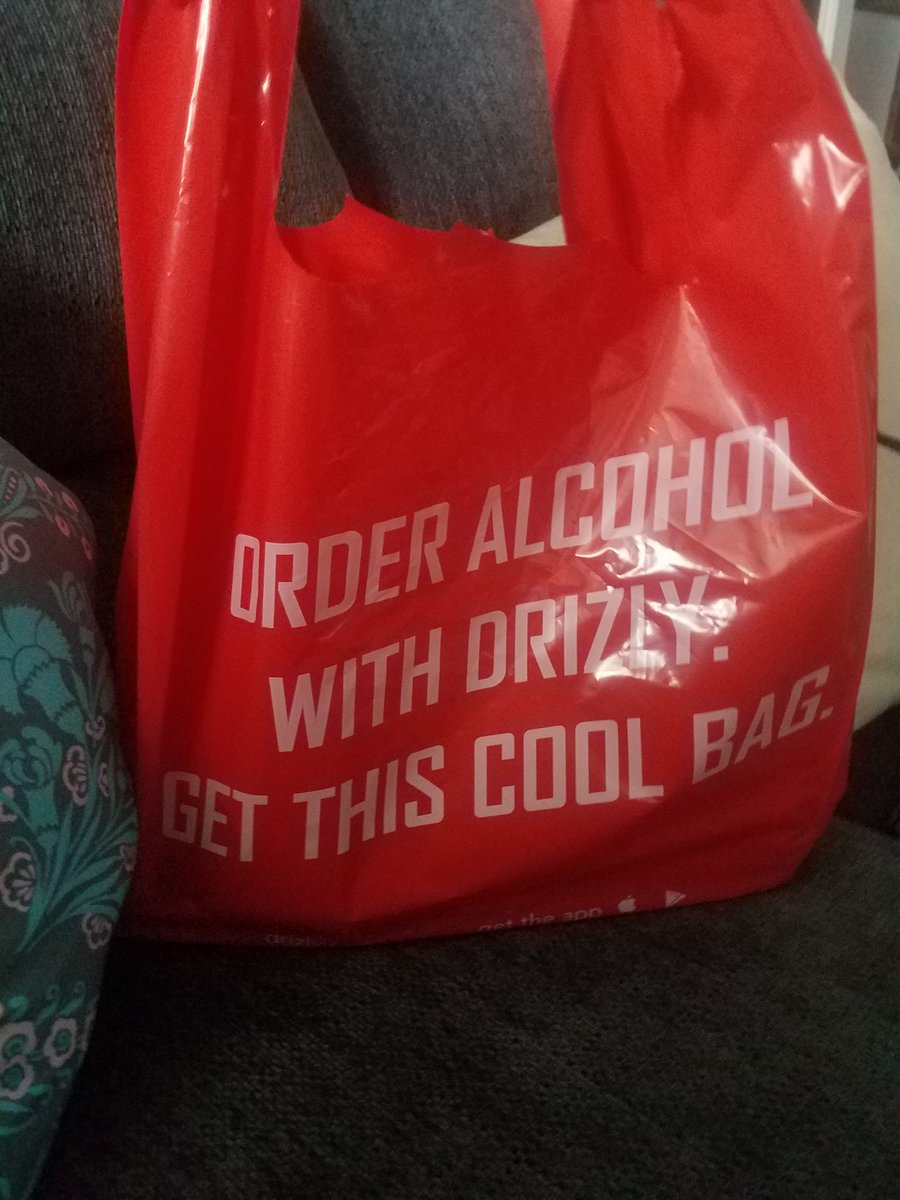 ORDER ALCOHOL
WITH DRIZLY.
GET THIS COOL BAG.
get the app